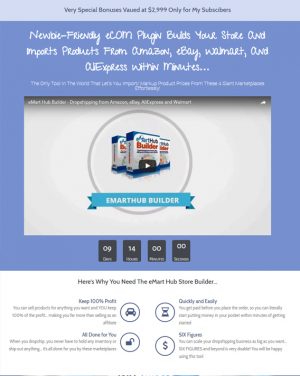 Very Special Bonuses Valued at $2,999 Only for My Subscibers
Newbie-Friendly eCOM Plugin Builds Your Store And
Imports Products From Amazon, eBay, Walmart, And
AliExpress Within Minutes...
The Only Tool In The World That Let's You Import/ Markup Product Prices From These 4 Giant Marketplaces
Effortlessly
eMart Hub Builder - Dropshipping from Amazon, eBay, AliExpress and Walmart
eMartHub
Builder
EMARTHUB BUILDER
09 14 00 00
Days Hours Minutes Seconds
Here's Why You Need The eMart Hub Store Builder...
Keep 100% Profit
You can sell products for anything you want and YOU keep
100% of the profit.. making you far more than selling as an
affiliate
Quickly and Easily
You get paid before you place the order, so you can literally
start putting money in your pocket within minutes of getting
started!
All Done for You
When you dropship, you never have to hold any inventory or
ship out anything.. it's all done for you by these marketplaces
SIX Figures
You can scale your dropshipping business as big as you want..
SIX FIGURES and beyond is very doable! You will be happy
using this tool.